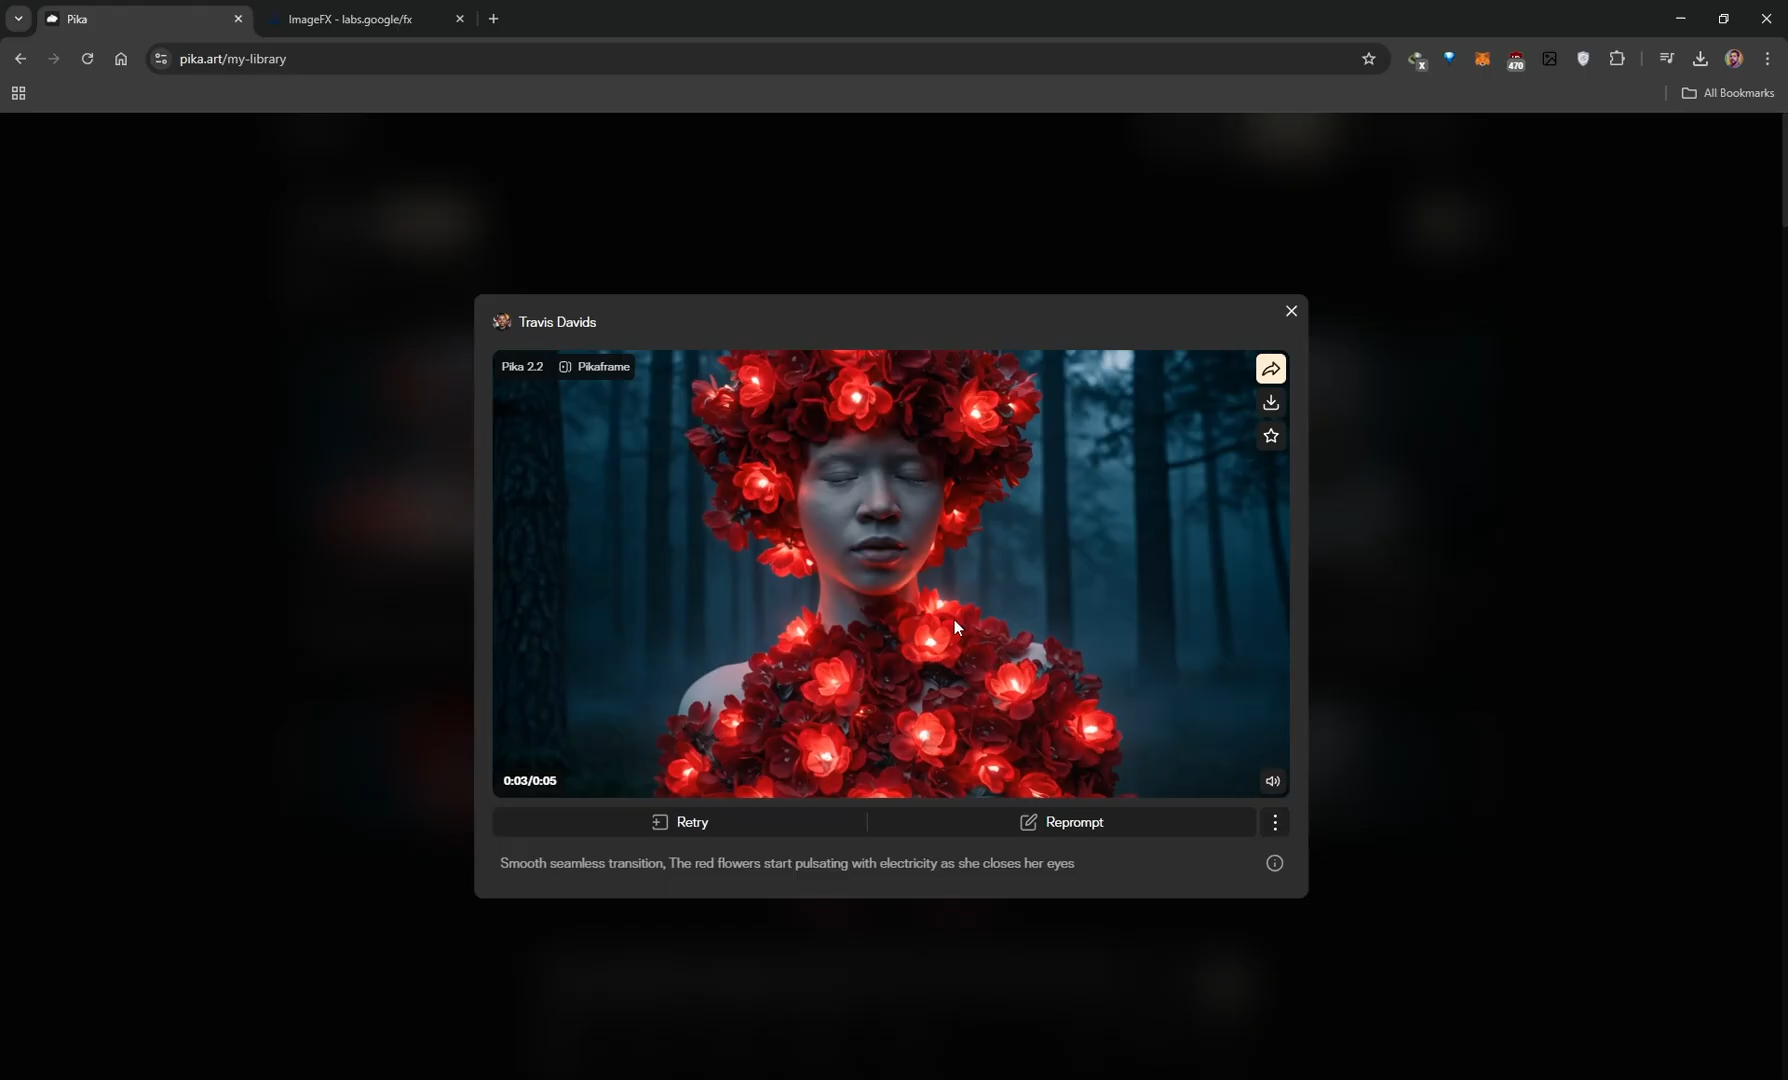 Pika
ImageFX - labs.google/fx
pika.art/my-library
X
470
All Bookmarks
Travis Davids
Pika 2.2
Pikaframe
0:03/0:05
Retry
Reprompt
Smooth seamless transition, The red flowers start pulsating with electricity as she closes her eyes